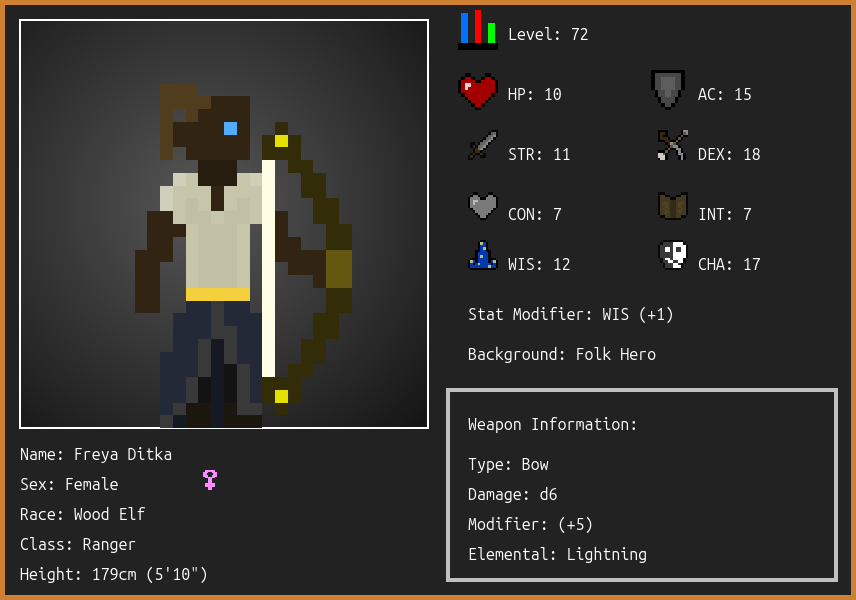 Level: 72
HP: 10
AC: 15
STR: 11
DEX: 18
CON: 7
INT: 7
WIS: 12
CHA: 17
Stat Modifier: WIS (+1)
Background: Folk Hero
Weapon Information:
Type: Bow
Damage: d6
Modifier: (+5)
Elemental: Lightning
Name: Freya Ditka
Sex: Female
Race: Wood Elf
Class: Ranger
Height: 179cm (5'10")